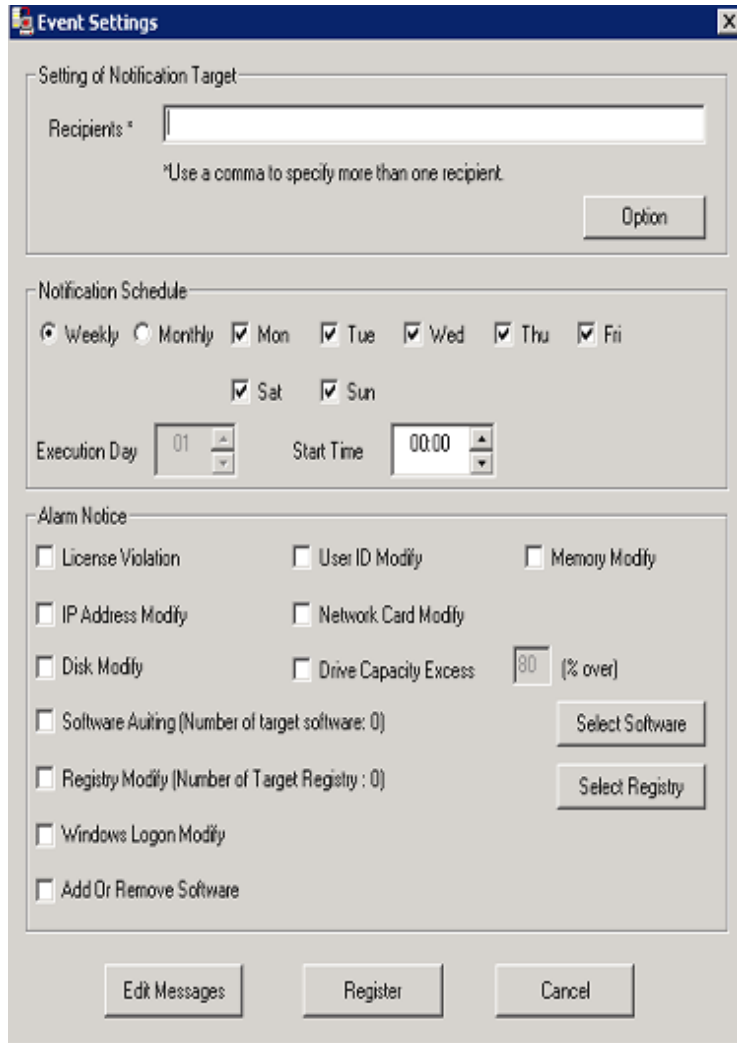 Event Settings
Setting of Notification Target
Recipients *
*Use a comma to specify more than one recipient.
Option
Notification Schedule
Weekly Monthly Mon Tue Wed Thu Fri
Sat Sun
Execution Day 01 Start Time 00:00
Alarm Notice
License Violation User ID Modify Memory Modify
IP Address Modify Network Card Modify
Disk Modify Drive Capacity Excess 80 (% over)
Software Auiting (Number of target software: 0) Select Software
Registry Modify (Number of Target Registry : 0) Select Registry
Windows Logon Modify
Add Or Remove Software
Edit Messages Register Cancel